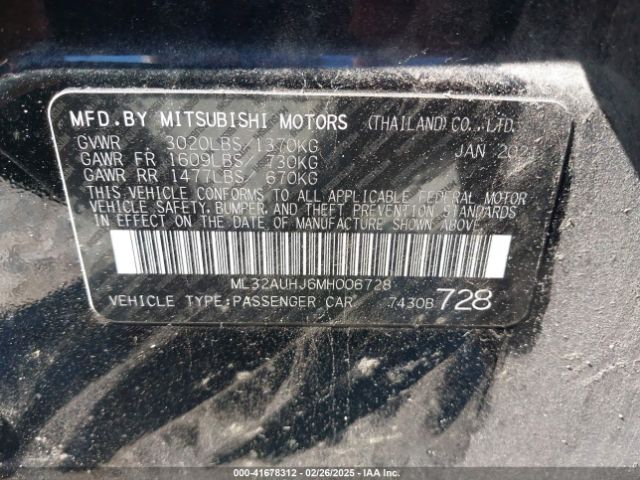 MFD.BY MITSUBISHI MOTORS (THAILAND) CO.,LTD.
GVWR 3020LBS 1370KG JAN
GAWR FR 1609LBS 730KG
GAWR RR 1477LBS 670KG
THIS VEHICLE CONFORMS TO ALL APPLICABLE FEDERAL MOTOR
VEHICLE SAFETY, BUMPER, AND THEFT PREVENTION STANDARDS
IN EFFECT ON THE DATE OF MANUFACTURE SHOWN ABOVE.
ML32AUHJ6MH006728
VEHICLE TYPE:PASSENGER CAR 7430B 728
000-41678312 - 02/26/2025 - IAA Inc.